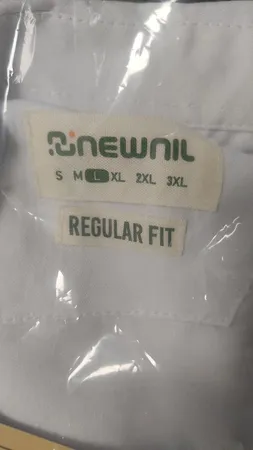 NEWNIL
S M L XL 2XL 3XL
REGULAR FIT